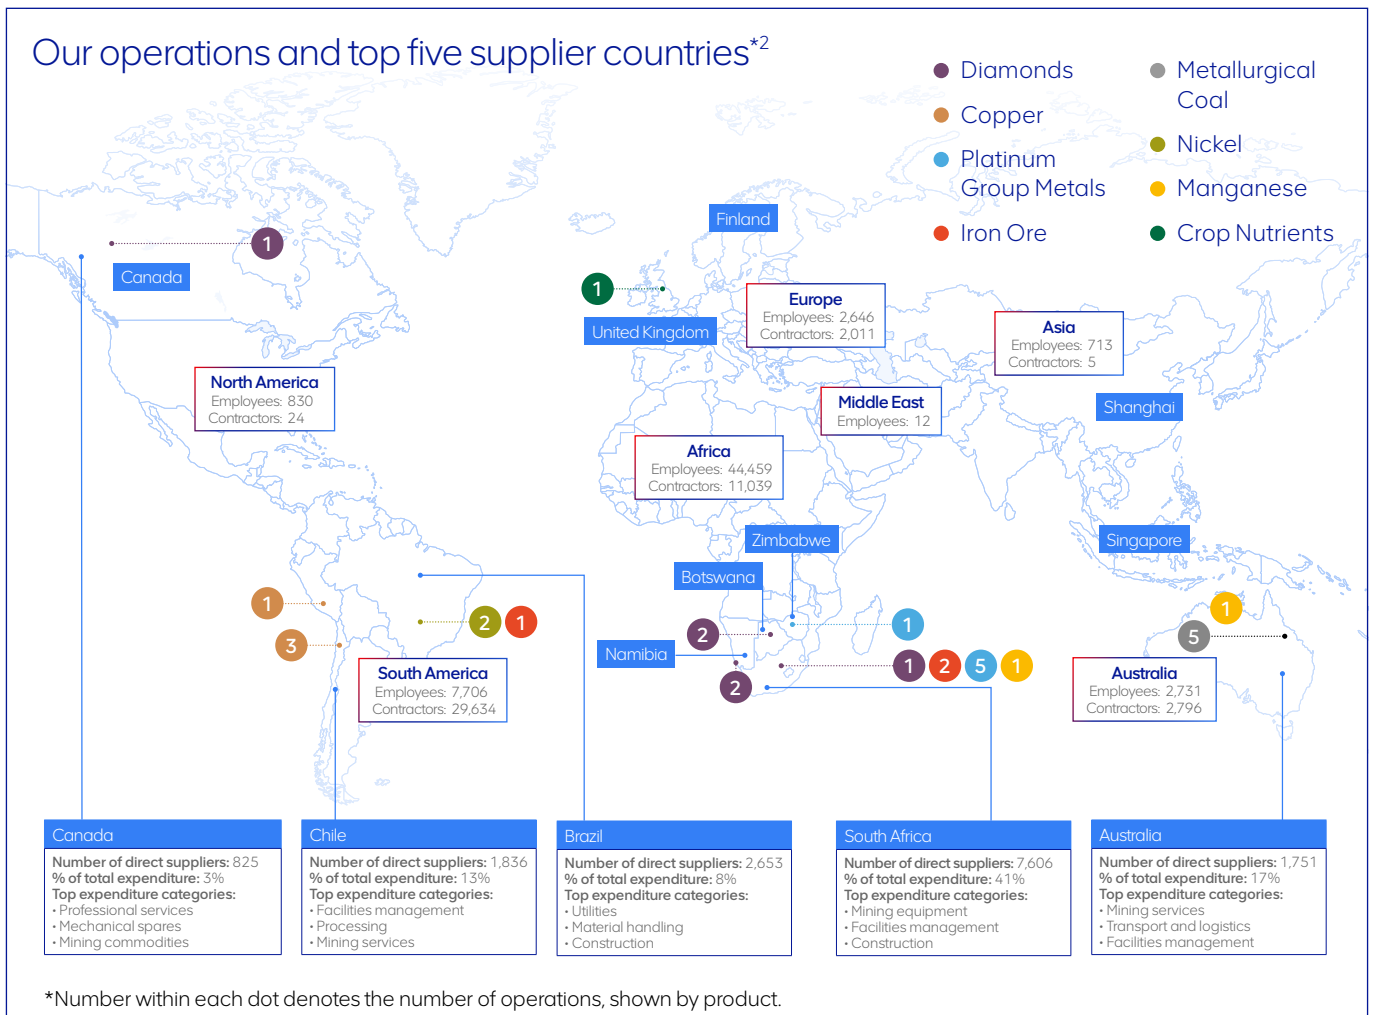 Our operations and top five supplier countries*2
Diamonds
Copper
Platinum
Group Metals
Iron Ore
Metallurgical
Coal
Nickel
Manganese
Crop Nutrients
1
Canada
Finland
1
United Kingdom
Europe
Employees: 2,646
Contractors: 2,011
Asia
Employees: 713
Contractors: 5
North America
Employees: 830
Contractors: 24
Middle East
Employees: 12
Shanghai
Africa
Employees: 44,459
Contractors: 11,039
Zimbabwe
Singapore
Botswana
1
3
2
1
South America
Employees: 7,706
Contractors: 29,634
2
Namibia
2
1
1
2
5
1
1
5
Australia
Employees: 2,731
Contractors: 2,796
Canada
Number of direct suppliers: 825
% of total expenditure: 3%
Top expenditure categories:
• Professional services
• Mechanical spares
• Mining commodities
Chile
Number of direct suppliers: 1,836
% of total expenditure: 13%
Top expenditure categories:
• Facilities management
• Processing
• Mining services
Brazil
Number of direct suppliers: 2,653
% of total expenditure: 8%
Top expenditure categories:
• Utilities
• Material handling
• Construction
South Africa
Number of direct suppliers: 7,606
% of total expenditure: 41%
Top expenditure categories:
• Mining equipment
• Facilities management
• Construction
Australia
Number of direct suppliers: 1,751
% of total expenditure: 17%
Top expenditure categories:
• Mining services
• Transport and logistics
• Facilities management
*Number within each dot denotes the number of operations, shown by product.